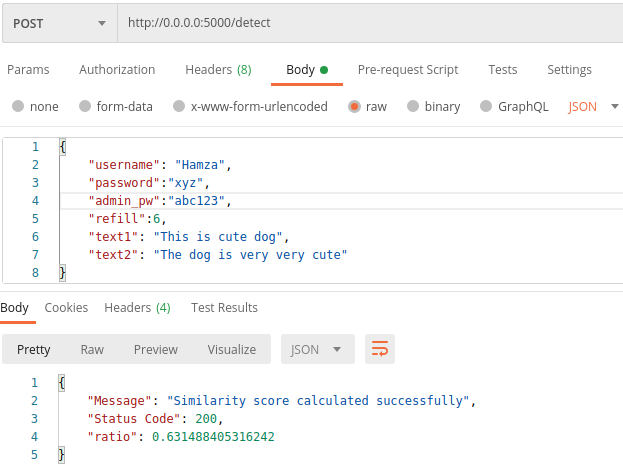 POST http://0.0.0.0:5000/detect
Params Authorization Headers (8) Body Pre-request Script Tests Settings
none form-data x-www-form-urlencoded raw binary GraphQL JSON
1 {
2 "username": "Hamza",
3 "password":"xyz",
4 "admin_pw":"abc123",
5 "refill":6,
6 "text1": "This is cute dog",
7 "text2": "The dog is very very cute"
8 }
Body Cookies Headers (4) Test Results
Pretty Raw Preview Visualize JSON
1 {
2 "Message": "Similarity score calculated successfully",
3 "Status Code": 200,
4 "ratio": 0.631488405316242
5 }